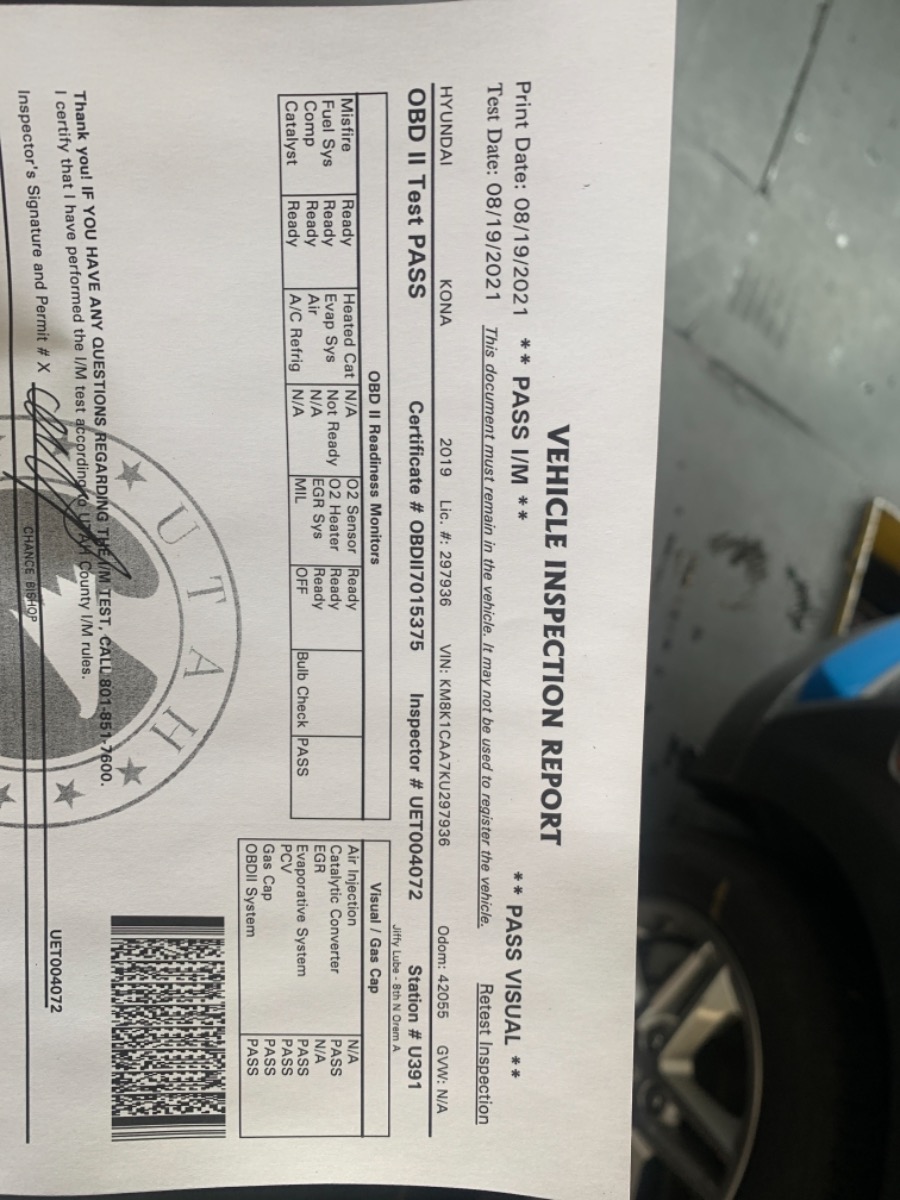 VEHICLE INSPECTION REPORT
Print Date: 08/19/2021 ** PASS I/M ** ** PASS VISUAL **
Test Date: 08/19/2021 This document must remain in the vehicle. It may not be used to register the vehicle. Retest Inspection
HYUNDAI KONA 2019 Lic. #: 297936 VIN: KM8K1CAA7KU297936 Odom: 42055 GVW: N/A
OBD II Test PASS Certificate # OBDII7015375 Inspector # UET004072 Station # U391
Jiffy Lube - 8th N Orem A
OBD II Readiness Monitors
Misfire Ready Heated Cat N/A O2 Sensor Ready
Fuel Sys Ready Evap Sys Not Ready O2 Heater Ready
Comp Ready Air N/A EGR Sys Ready
Catalyst Ready A/C Refrig N/A MIL OFF Bulb Check PASS
Visual / Gas Cap
Air Injection N/A
Catalytic Converter PASS
EGR N/A
Evaporative System PASS
PCV PASS
Gas Cap PASS
OBDII System PASS
UTAH
Thank you! IF YOU HAVE ANY QUESTIONS REGARDING THE I/M TEST, CALL 801-851-7600.
I certify that I have performed the I/M test according to UTAH County I/M rules.
UET004072
Inspector's Signature and Permit # X
CHANCE BISHOP